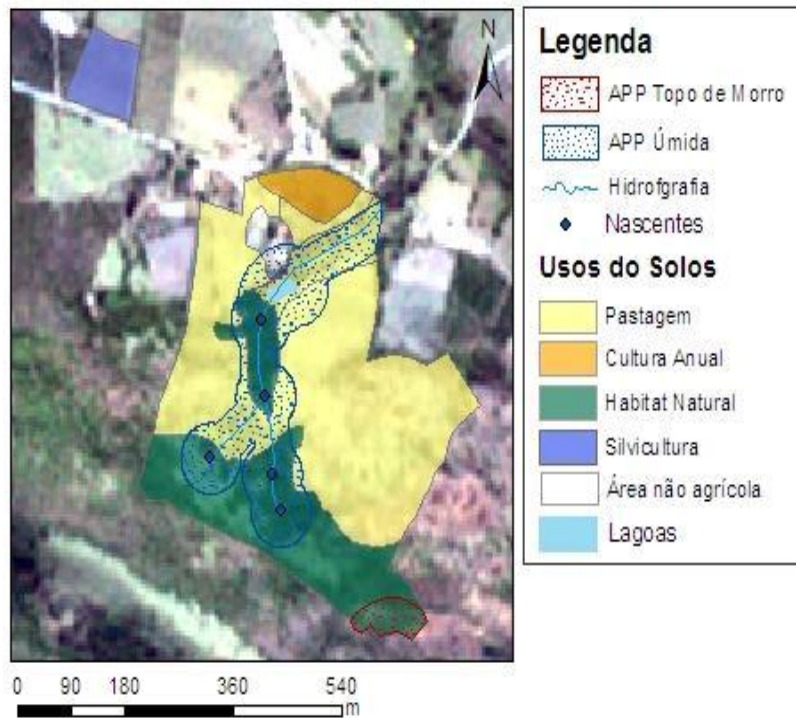 N
Legenda
APP Topo de Morro
APP Úmida
Hidrofgrafia
Nascentes
Usos do Solos
Pastagem
Cultura Anual
Habitat Natural
Silvicultura
Área não agrícola
Lagoas
0 90 180 360 540
m